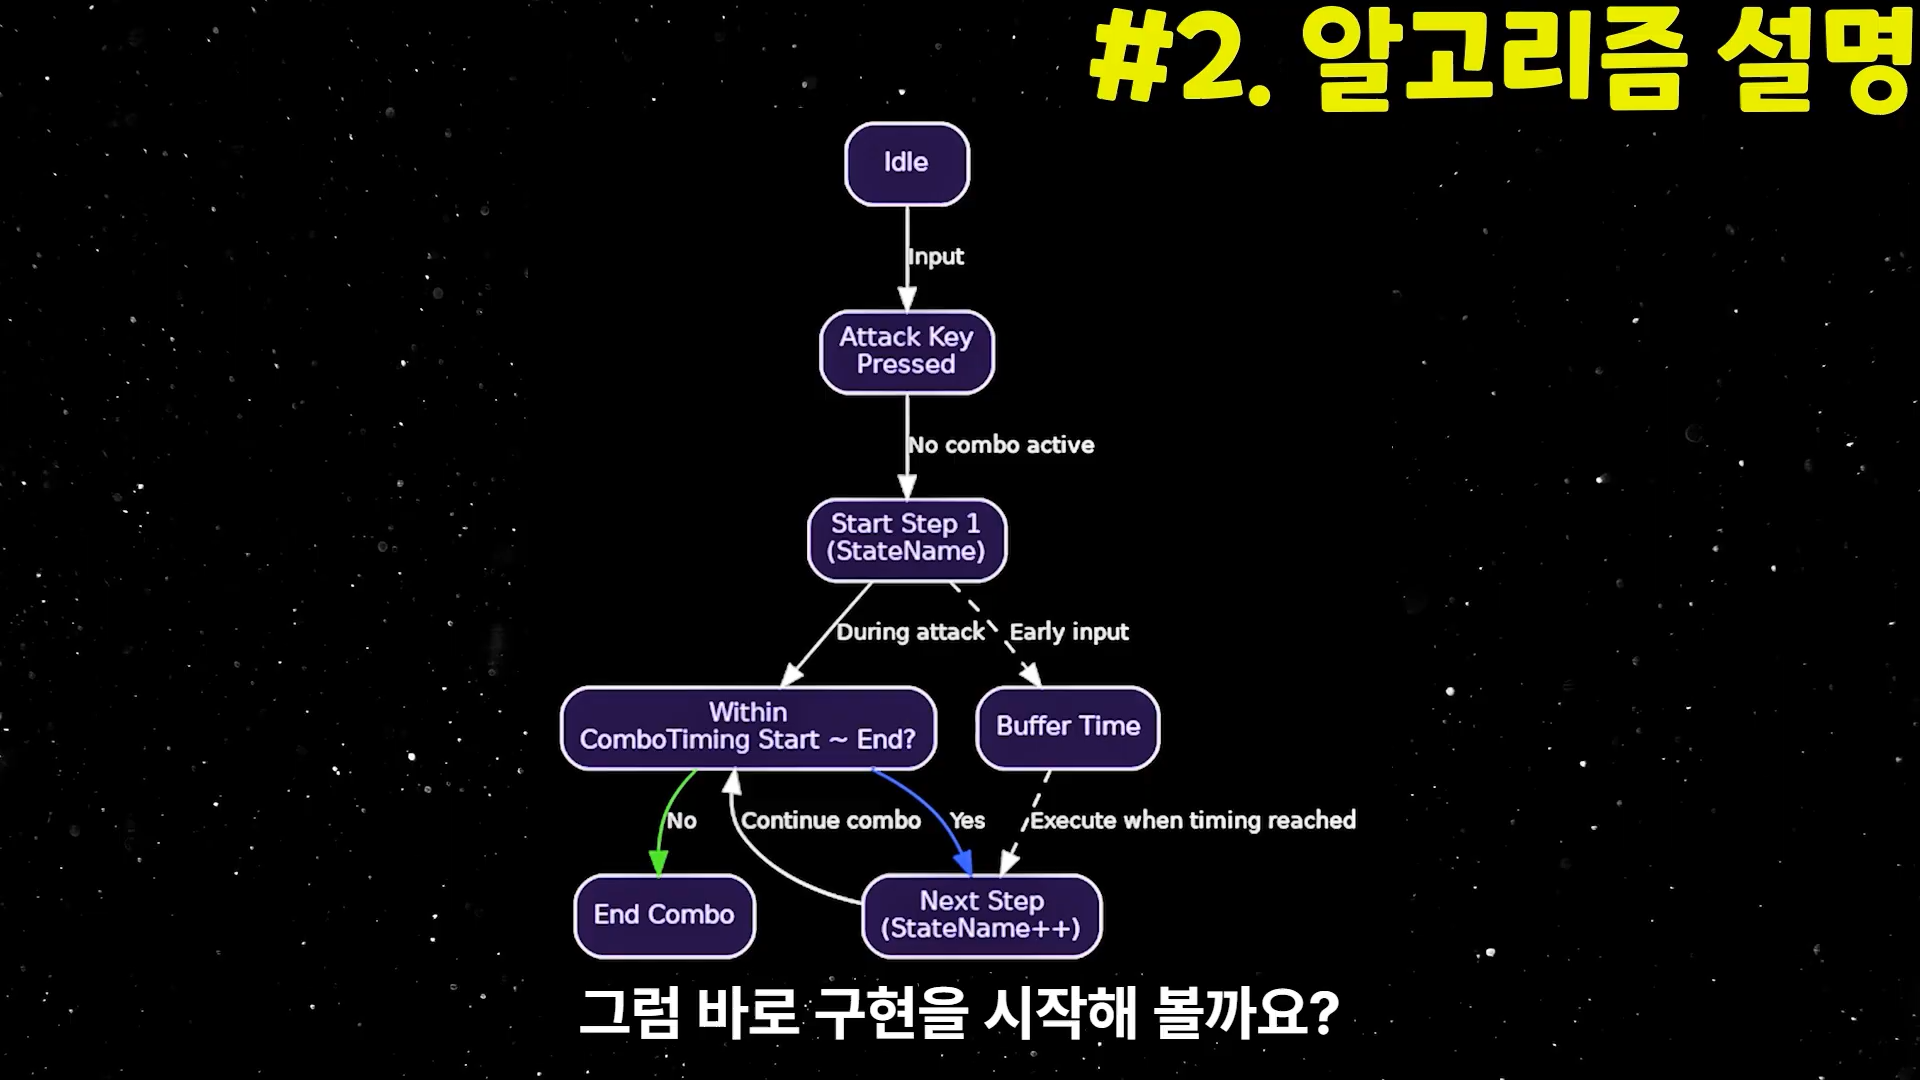 #2. 알고리즘 설명
Idle
Input
Attack Key
Pressed
No combo active
Start Step 1
(StateName)
During attack
Early input
Within
ComboTiming Start ~ End?
Buffer Time
No
Continue combo
Yes
Execute when timing reached
End Combo
Next Step
(StateName++)
그럼 바로 구현을 시작해 볼까요?